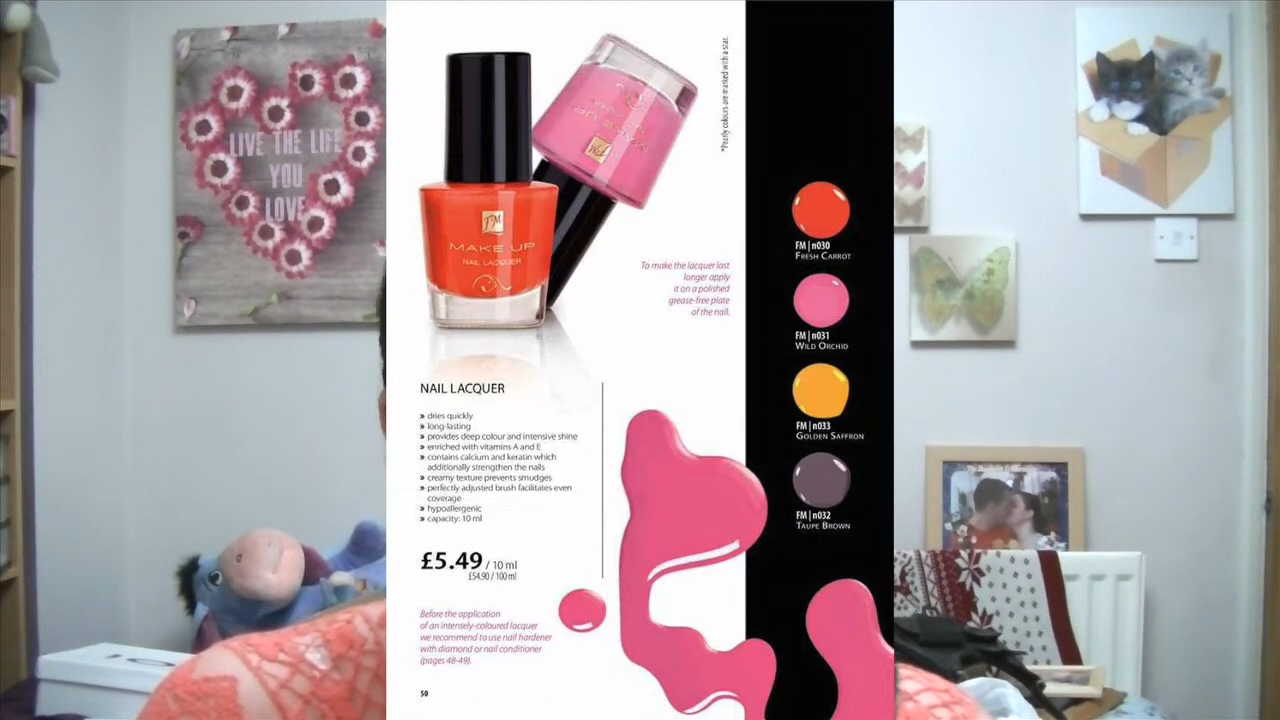 LIVE THE LIFE
YOU
LOVE
FM
MAKE UP
NAIL LACQUER
*Pearly colours are marked with a star.
To make the lacquer last
longer apply
it on a polished
grease-free plate
of the nail.
NAIL LACQUER
» dries quickly
» long-lasting
» provides deep colour and intensive shine
» enriched with vitamins A and E
» contains calcium and keratin which
additionally strengthen the nails
» creamy texture prevents smudges
» perfectly adjusted brush facilitates even
coverage
» hypoallergenic
» capacity: 10 ml
£5.49 / 10 ml
£54.90 / 100 ml
Before the application
of an intensely-coloured lacquer
we recommend to use nail hardener
with diamond or nail conditioner
(pages 48-49).
50
FM | n030
FRESH CARROT
FM | n031
WILD ORCHID
FM | n033
GOLDEN SAFFRON
FM | n032
TAUPE BROWN